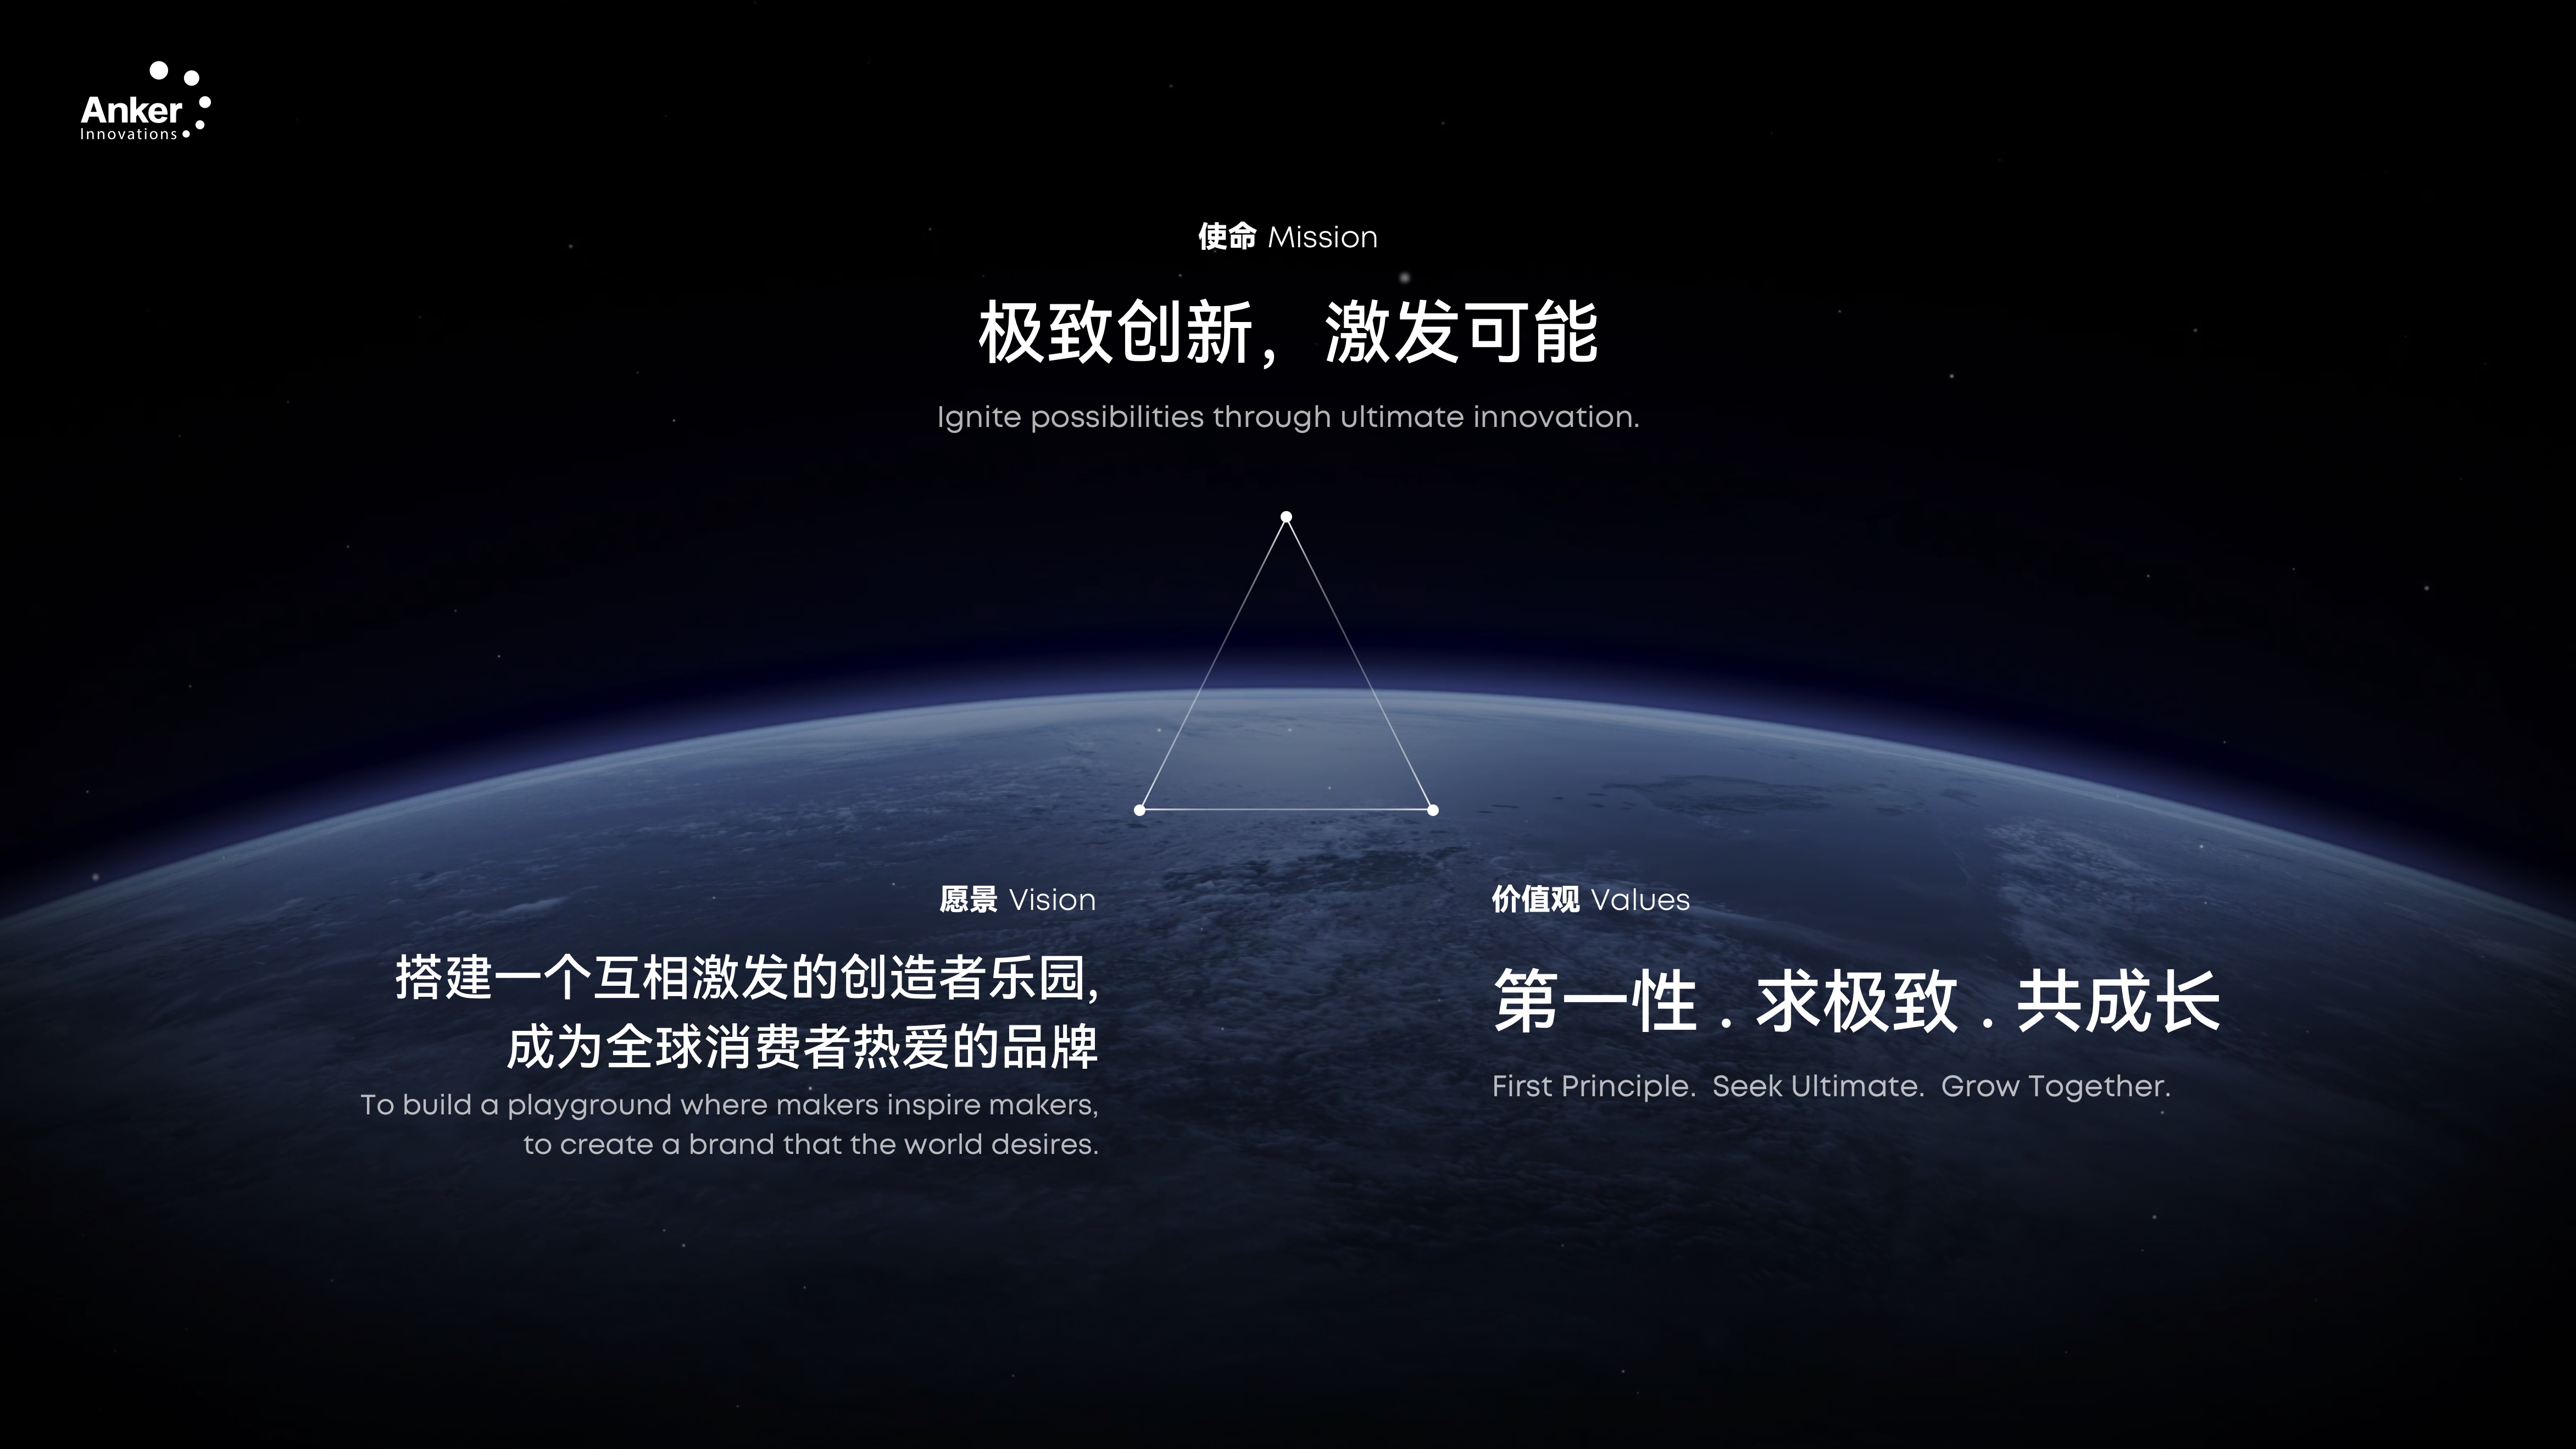 Anker
Innovations
使命 Mission
极致创新，激发可能
Ignite possibilities through ultimate innovation.
愿景 Vision
搭建一个互相激发的创造者乐园,
成为全球消费者热爱的品牌
To build a playground where makers inspire makers,
to create a brand that the world desires.
价值观 Values
第一性 . 求极致 . 共成长
First Principle.  Seek Ultimate.  Grow Together.